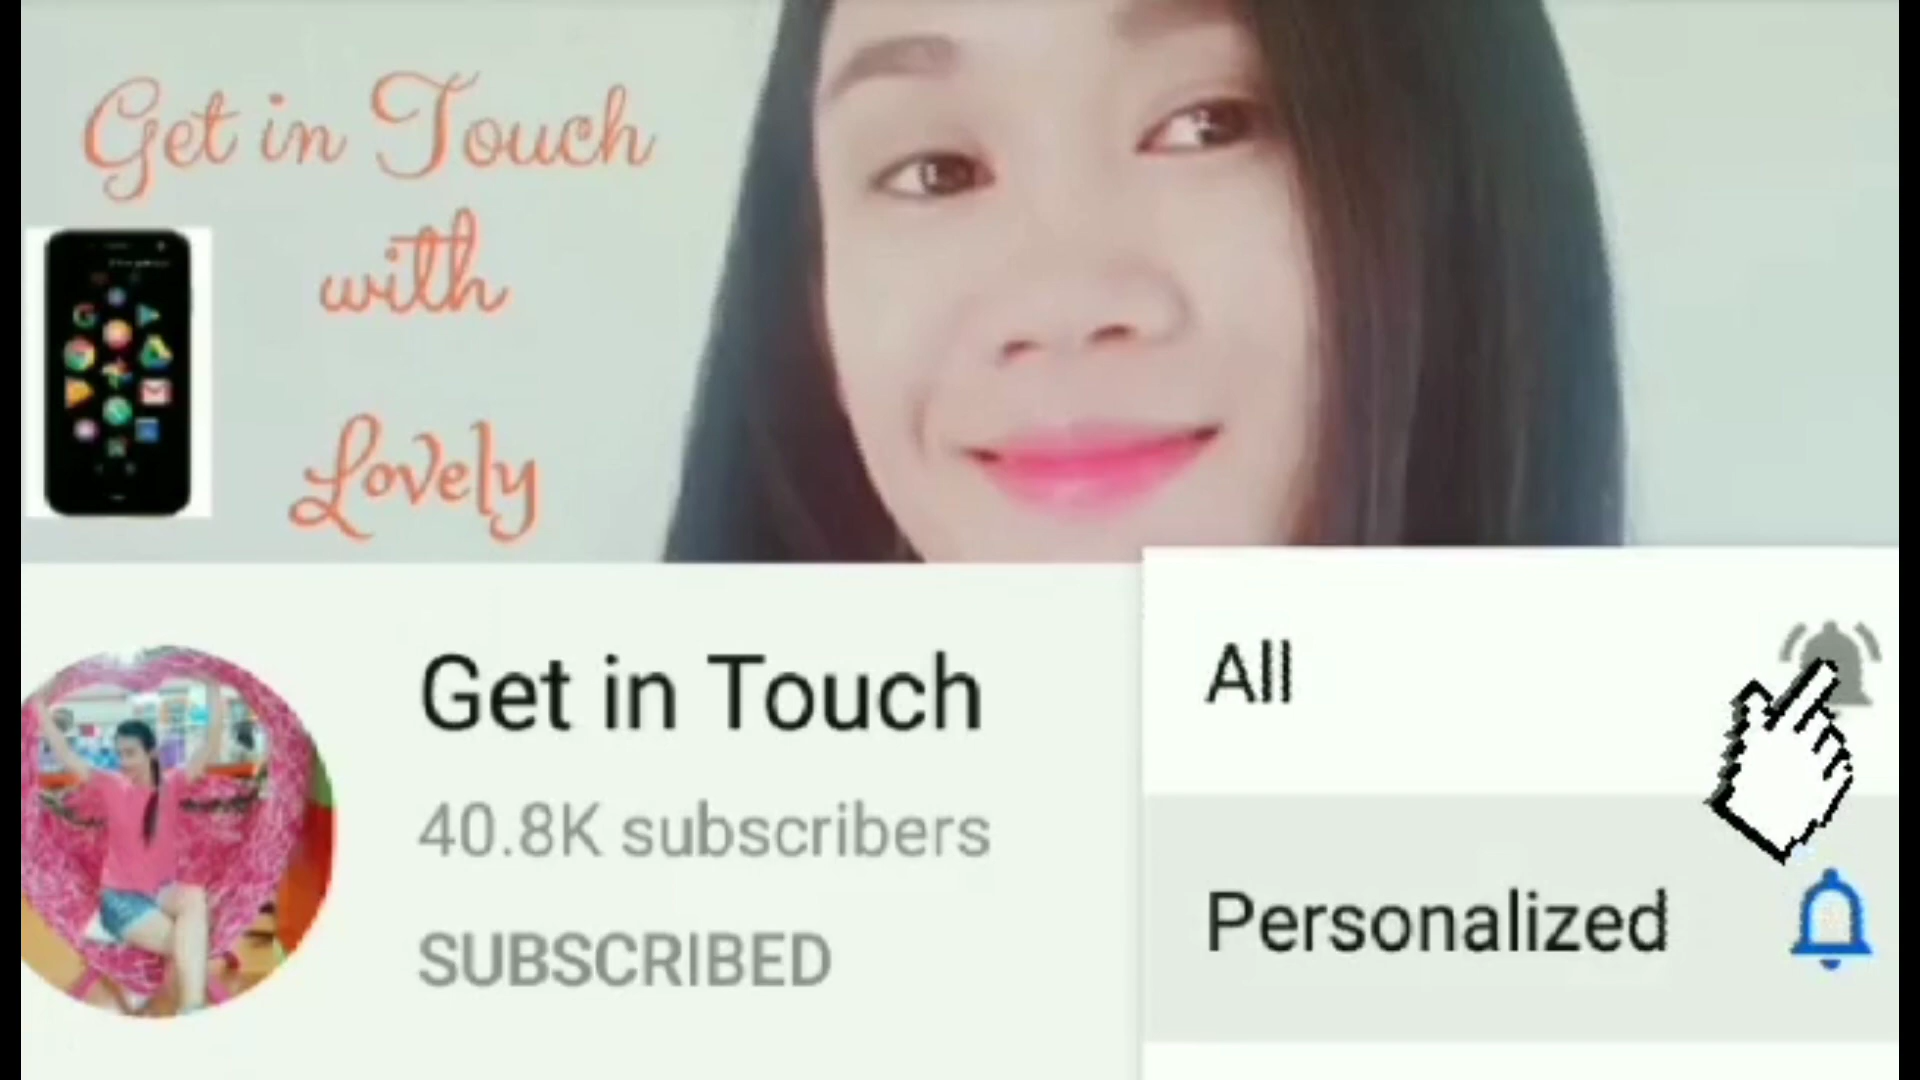 Get in Touch
with
Lovely
Get in Touch
40.8K subscribers
SUBSCRIBED
All
Personalized